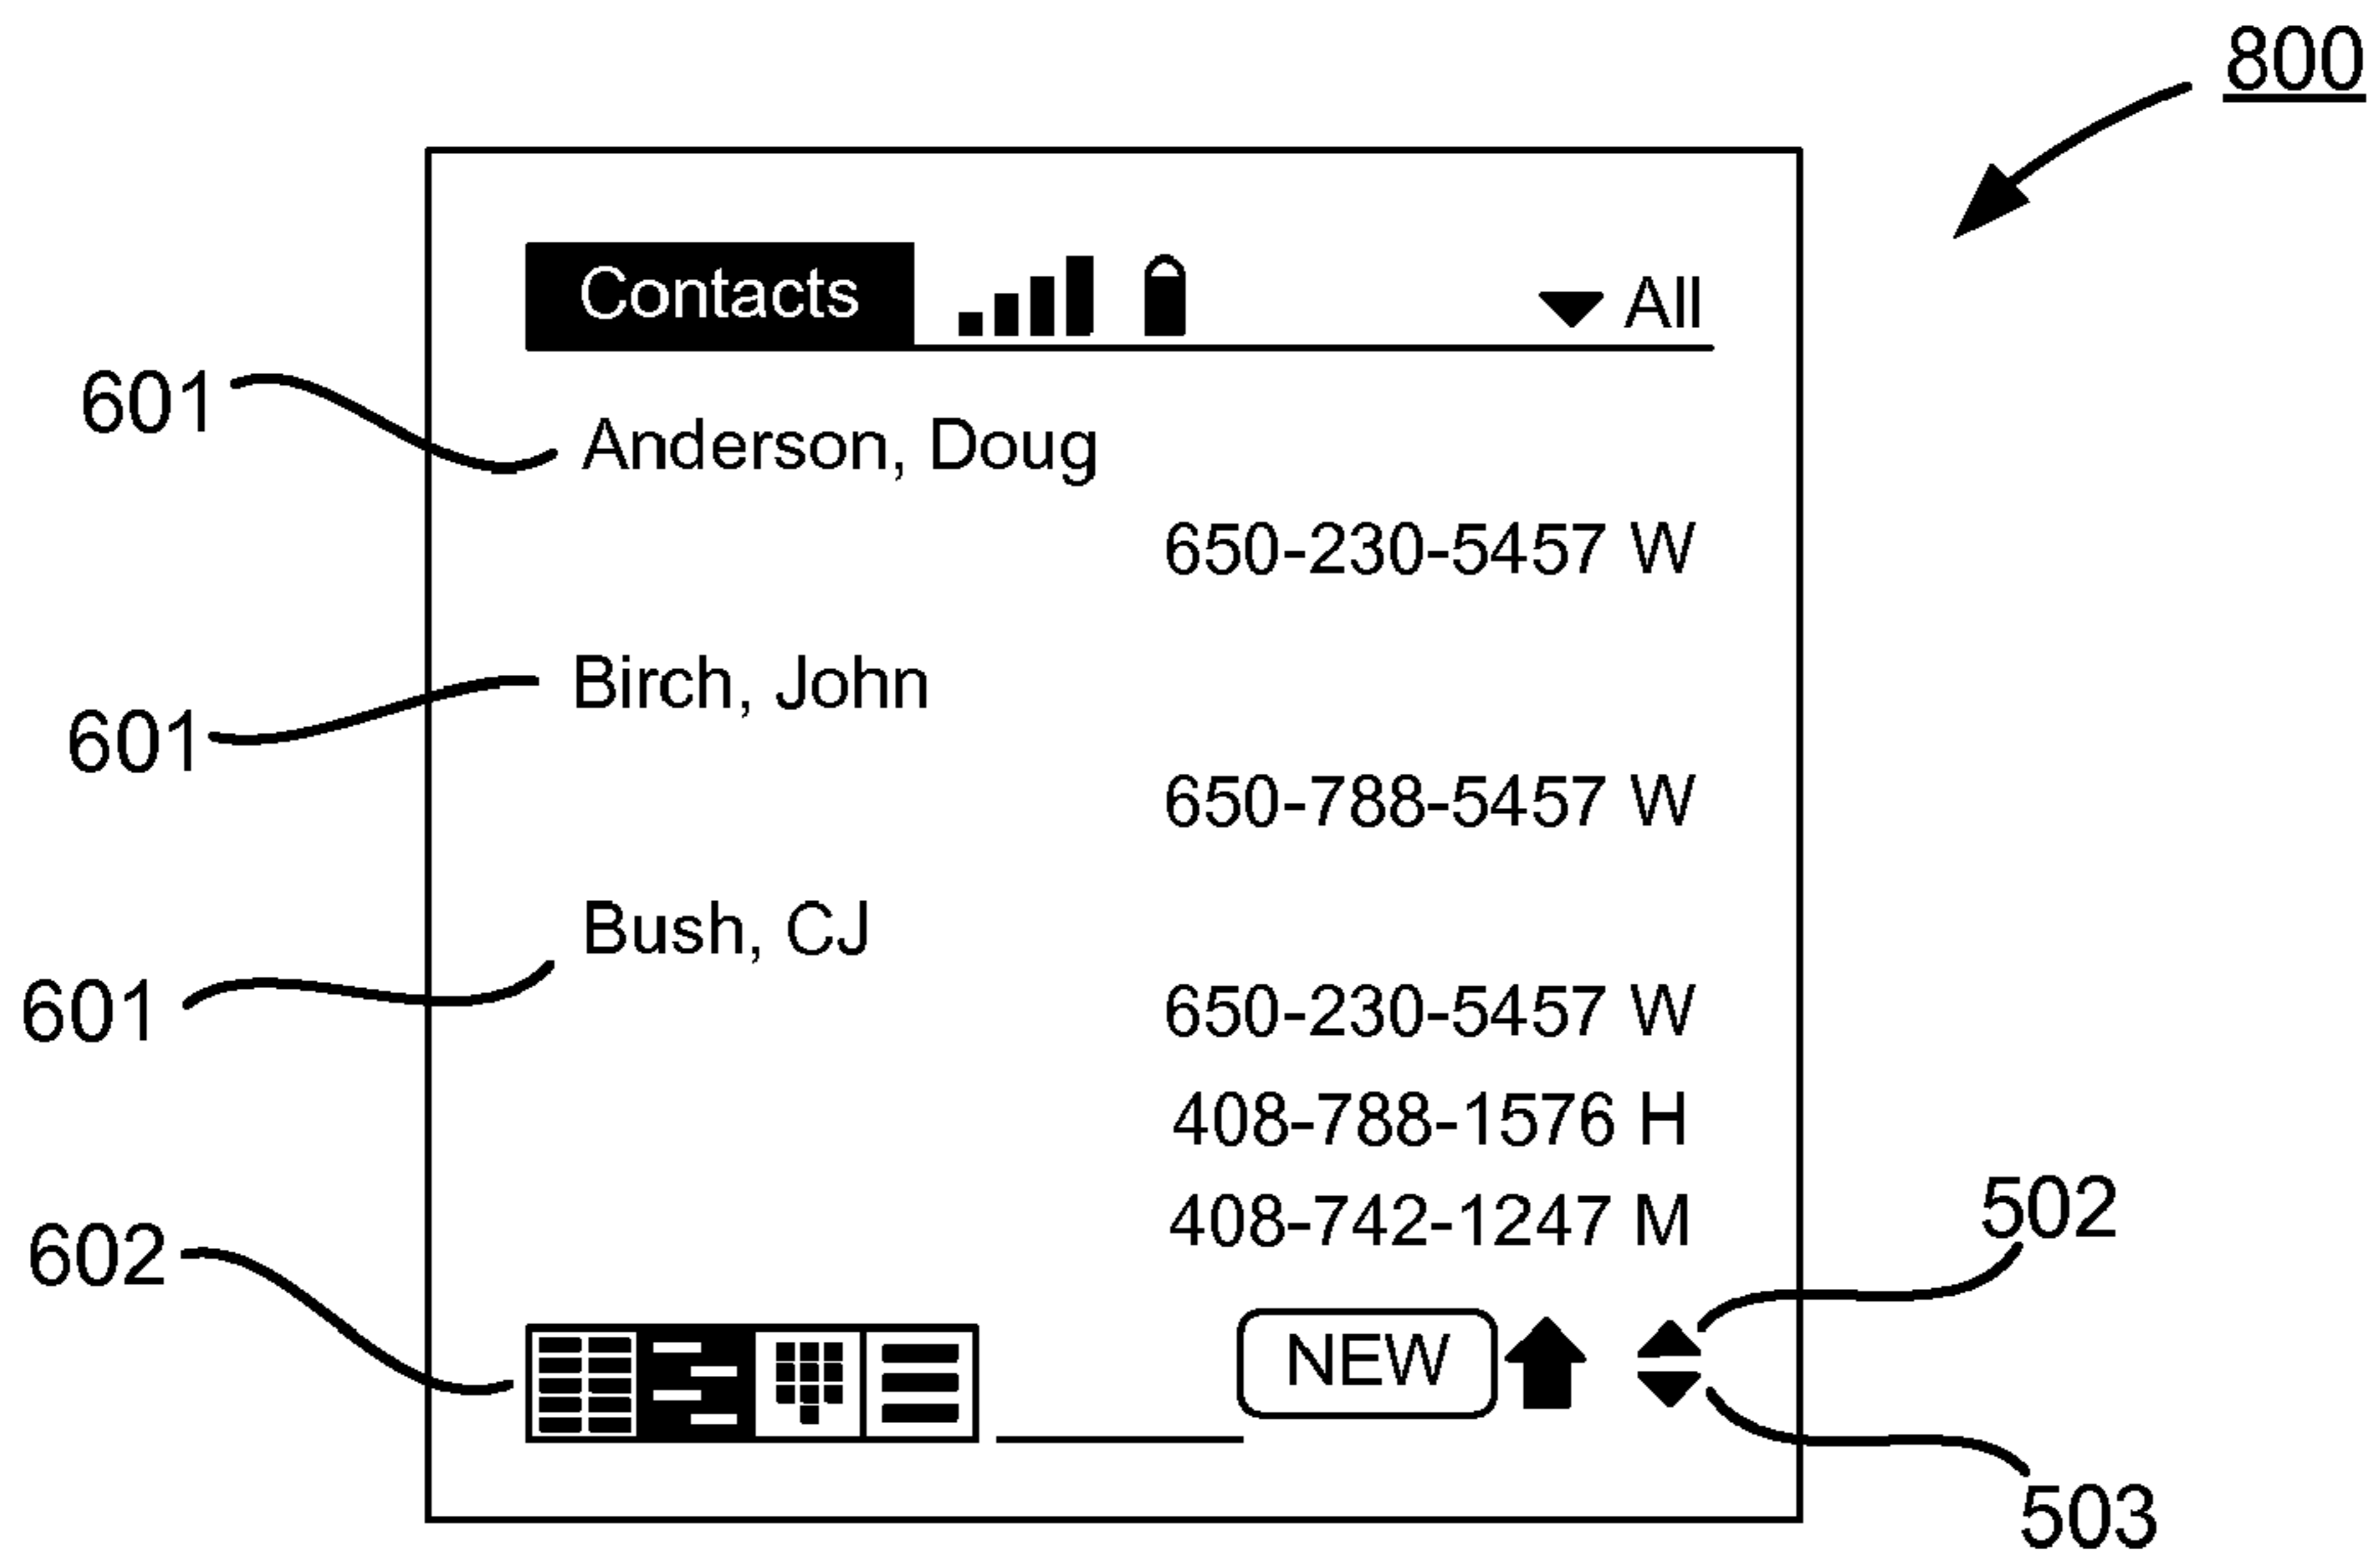 800
Contacts
All
601
Anderson, Doug
650-230-5457 W
601
Birch, John
650-788-5457 W
601
Bush, CJ
650-230-5457 W
408-788-1576 H
408-742-1247 M
502
602
NEW
503